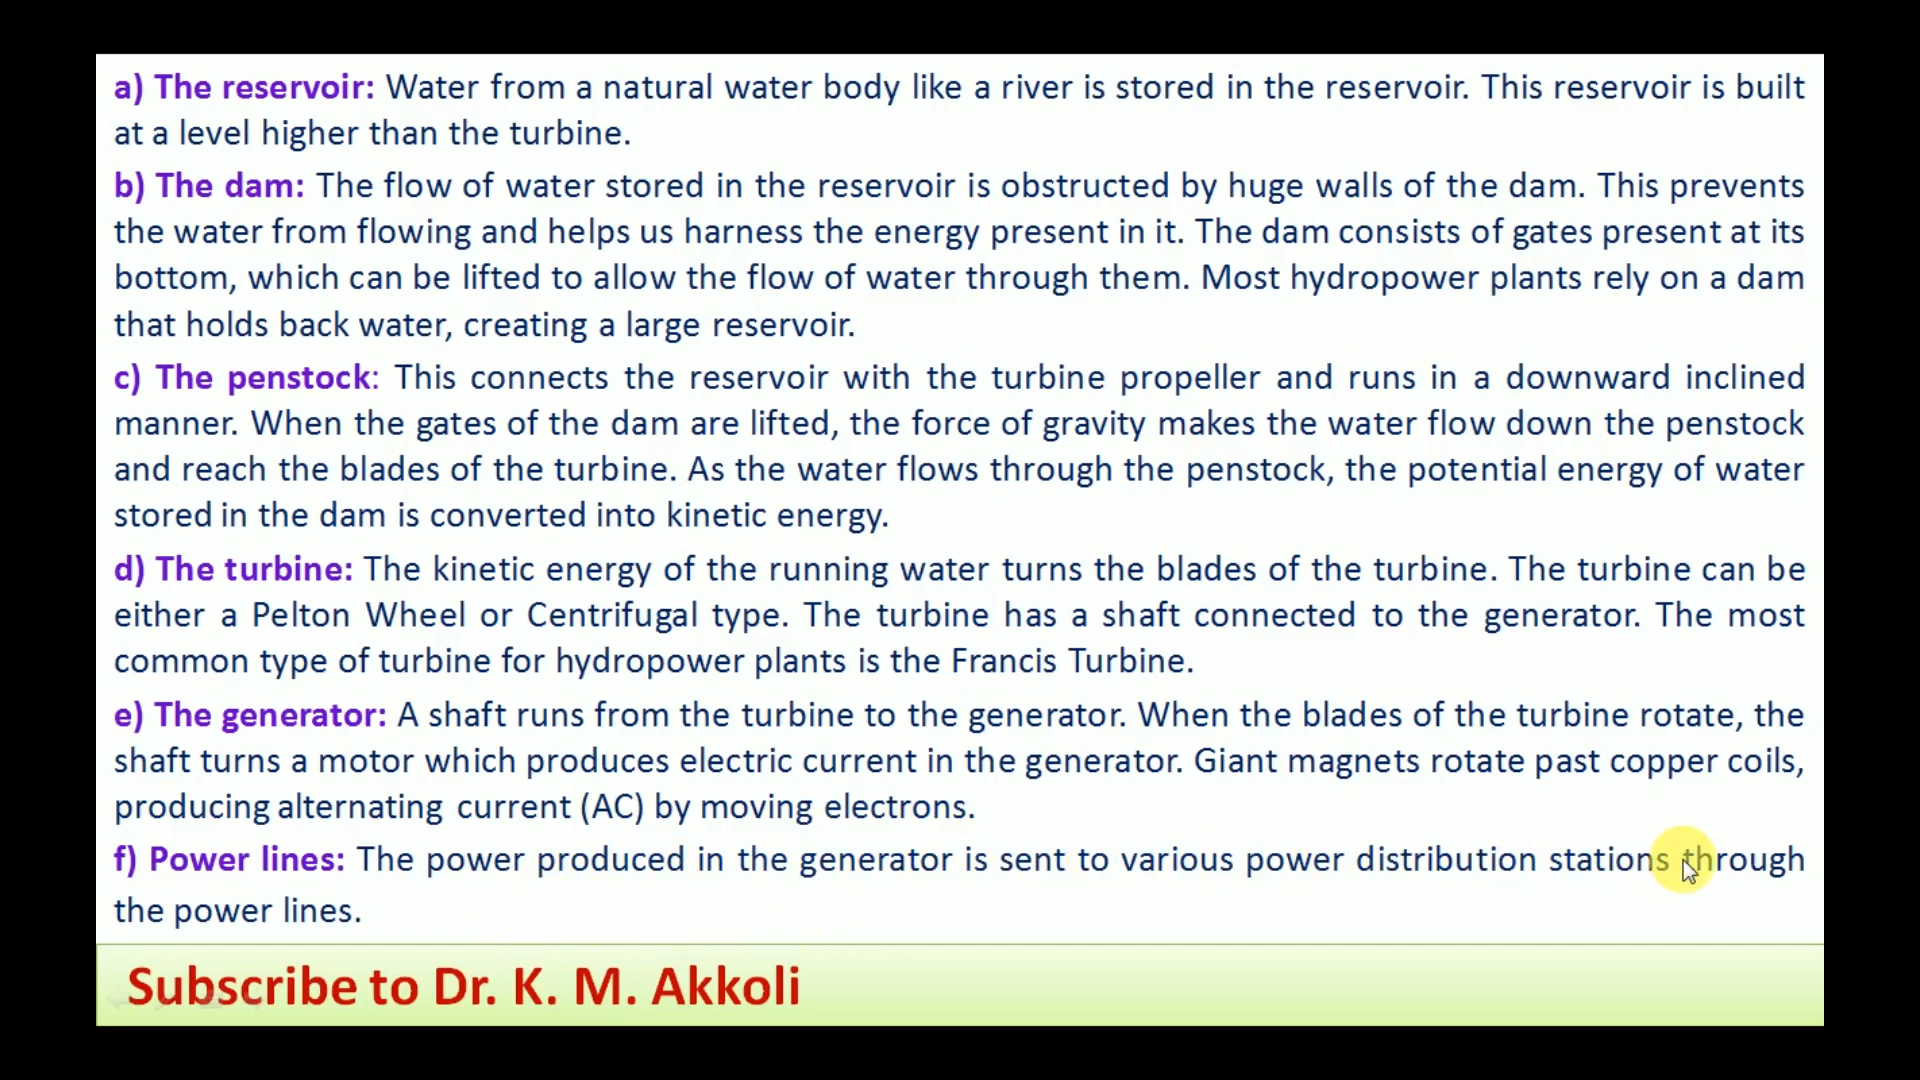 a) The reservoir: Water from a natural water body like a river is stored in the reservoir. This reservoir is built
at a level higher than the turbine.
b) The dam: The flow of water stored in the reservoir is obstructed by huge walls of the dam. This prevents
the water from flowing and helps us harness the energy present in it. The dam consists of gates present at its
bottom, which can be lifted to allow the flow of water through them. Most hydropower plants rely on a dam
that holds back water, creating a large reservoir.
c) The penstock: This connects the reservoir with the turbine propeller and runs in a downward inclined
manner. When the gates of the dam are lifted, the force of gravity makes the water flow down the penstock
and reach the blades of the turbine. As the water flows through the penstock, the potential energy of water
stored in the dam is converted into kinetic energy.
d) The turbine: The kinetic energy of the running water turns the blades of the turbine. The turbine can be
either a Pelton Wheel or Centrifugal type. The turbine has a shaft connected to the generator. The most
common type of turbine for hydropower plants is the Francis Turbine.
e) The generator: A shaft runs from the turbine to the generator. When the blades of the turbine rotate, the
shaft turns a motor which produces electric current in the generator. Giant magnets rotate past copper coils,
producing alternating current (AC) by moving electrons.
f) Power lines: The power produced in the generator is sent to various power distribution stations through
the power lines.
Subscribe to Dr. K. M. Akkoli